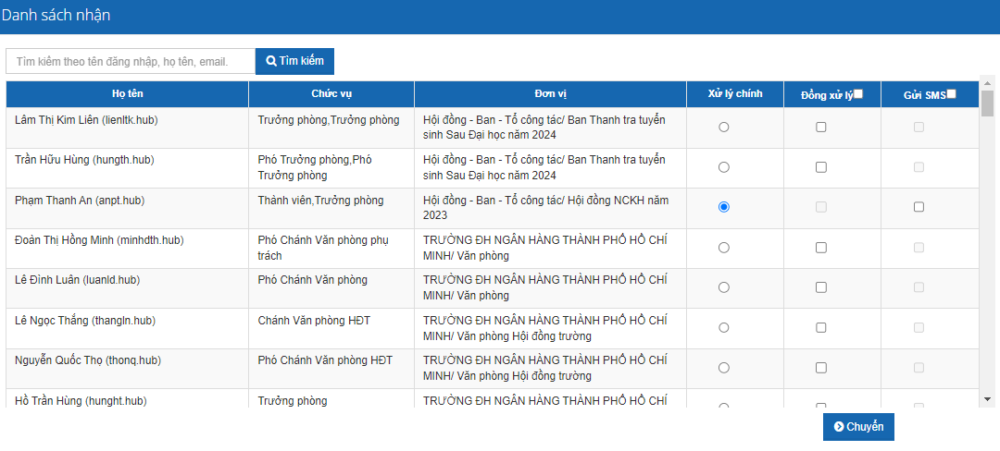 Danh sách nhận
Tìm kiếm theo tên đăng nhập, họ tên, email.
Tìm kiếm
Họ tên
Chức vụ
Đơn vị
Xử lý chính
Đồng xử lý
Gửi SMS
Lâm Thị Kim Liên (lienltk.hub)
Trưởng phòng,Trưởng phòng
Hội đồng - Ban - Tổ công tác/ Ban Thanh tra tuyển
sinh Sau Đại học năm 2024
Trần Hữu Hùng (hungth.hub)
Phó Trưởng phòng,Phó
Trưởng phòng
Hội đồng - Ban - Tổ công tác/ Ban Thanh tra tuyển
sinh Sau Đại học năm 2024
Phạm Thanh An (anpt.hub)
Thành viên,Trưởng phòng
Hội đồng - Ban - Tổ công tác/ Hội đồng NCKH năm
2023
Đoàn Thị Hồng Minh (minhdth.hub)
Phó Chánh Văn phòng phụ
trách
TRƯỜNG ĐH NGÂN HÀNG THÀNH PHỐ HỒ CHÍ
MINH/ Văn phòng
Lê Đình Luân (luanld.hub)
Phó Chánh Văn phòng
TRƯỜNG ĐH NGÂN HÀNG THÀNH PHỐ HỒ CHÍ
MINH/ Văn phòng
Lê Ngọc Thắng (thangln.hub)
Chánh Văn phòng HĐT
TRƯỜNG ĐH NGÂN HÀNG THÀNH PHỐ HỒ CHÍ
MINH/ Văn phòng Hội đồng trường
Nguyễn Quốc Thọ (thonq.hub)
Phó Chánh Văn phòng HĐT
TRƯỜNG ĐH NGÂN HÀNG THÀNH PHỐ HỒ CHÍ
MINH/ Văn phòng Hội đồng trường
Hồ Trần Hùng (hunght.hub)
Trưởng phòng
TRƯỜNG ĐH NGÂN HÀNG THÀNH PHỐ HỒ CHÍ
Chuyển